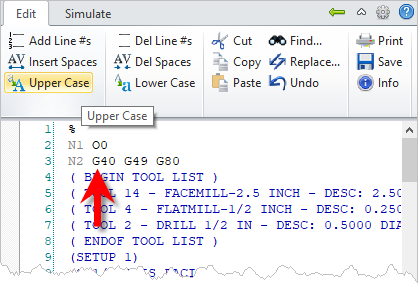 Edit Simulate
Add Line #s Del Line #s Cut Find... Print
Insert Spaces Del Spaces Copy Replace... Save
Upper Case Lower Case Paste Undo Info
Upper Case
1 %
2 N1 O0
3 N2 G40 G49 G80
4 ( BEGIN TOOL LIST )
5 ( TOOL 14 - FACEMILL-2.5 INCH - DESC: 2.50
6 ( TOOL 4 - FLATMILL-1/2 INCH - DESC: 0.250
7 ( TOOL 2 - DRILL 1/2 IN - DESC: 0.5000 DIA
8 ( ENDOF TOOL LIST )
9 (SETUP 1)